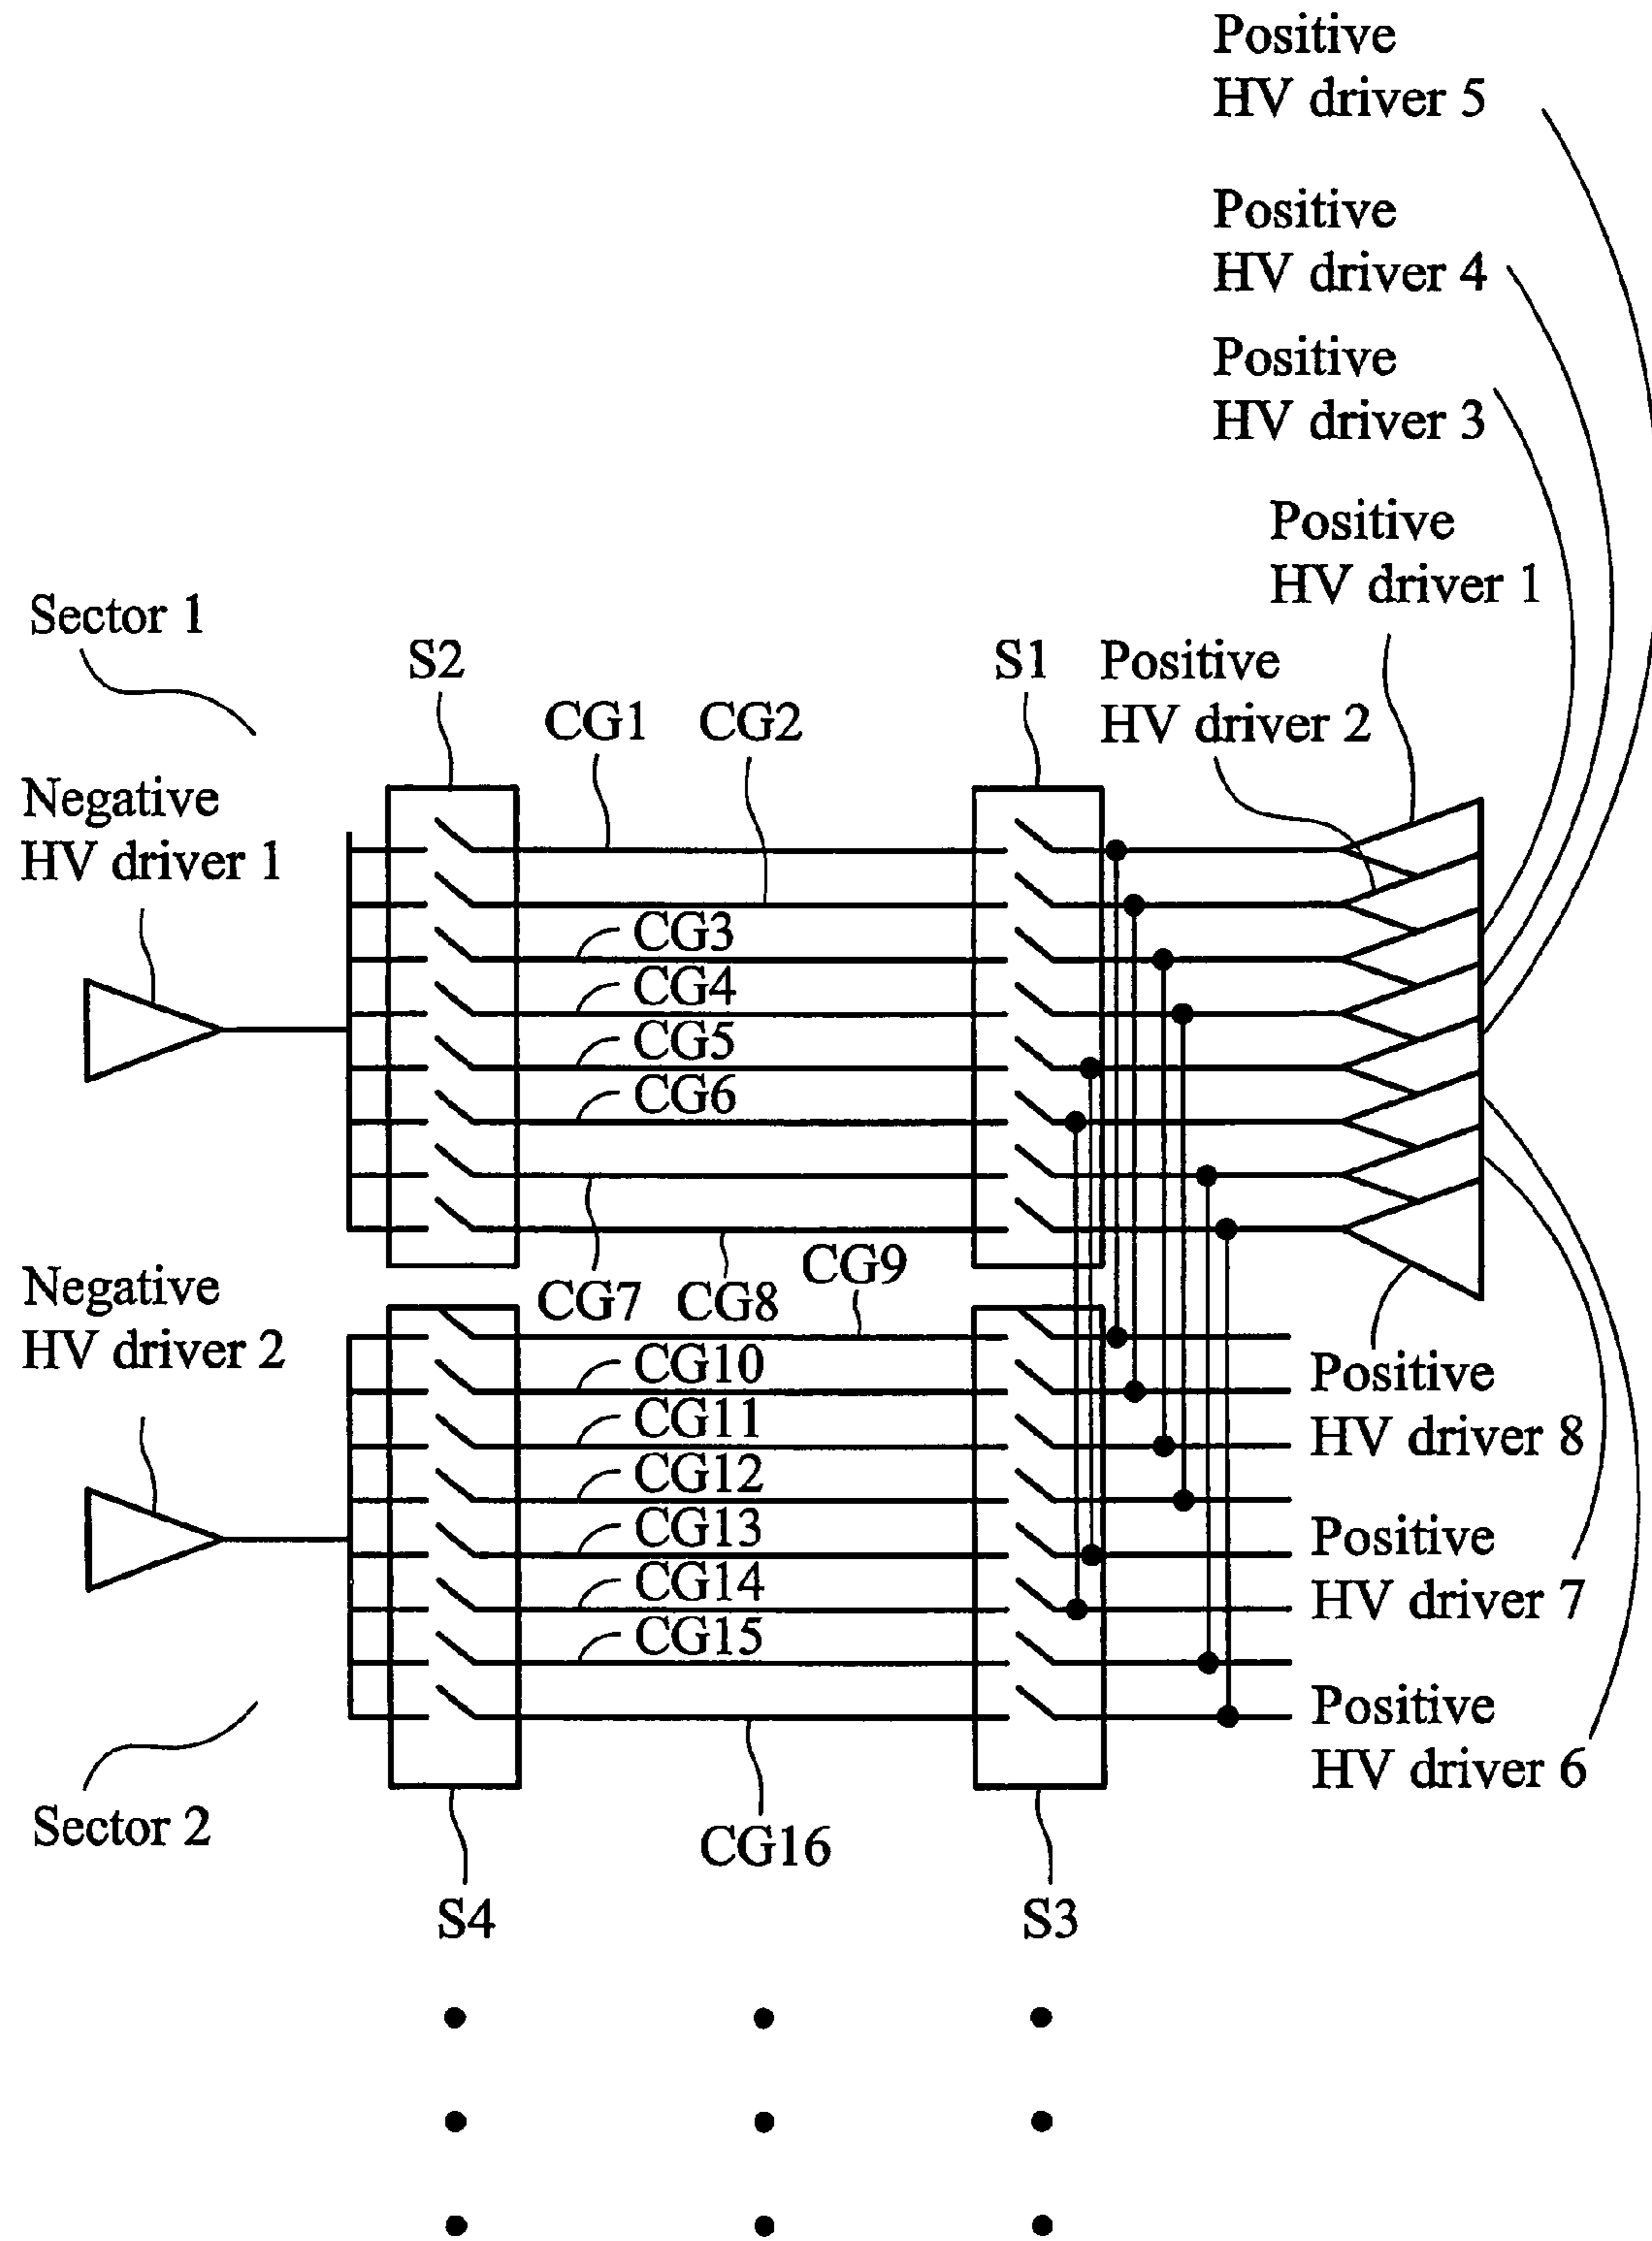 Positive
HV driver 5
Positive
HV driver 4
Positive
HV driver 3
Positive
HV driver 1
Sector 1
S2
S1
Positive
HV driver 2
CG1
CG2
Negative
HV driver 1
CG3
CG4
CG5
CG6
CG9
CG7
CG8
Negative
HV driver 2
CG10
Positive
HV driver 8
CG11
CG12
CG13
Positive
HV driver 7
CG14
CG15
Positive
HV driver 6
Sector 2
CG16
S4
S3